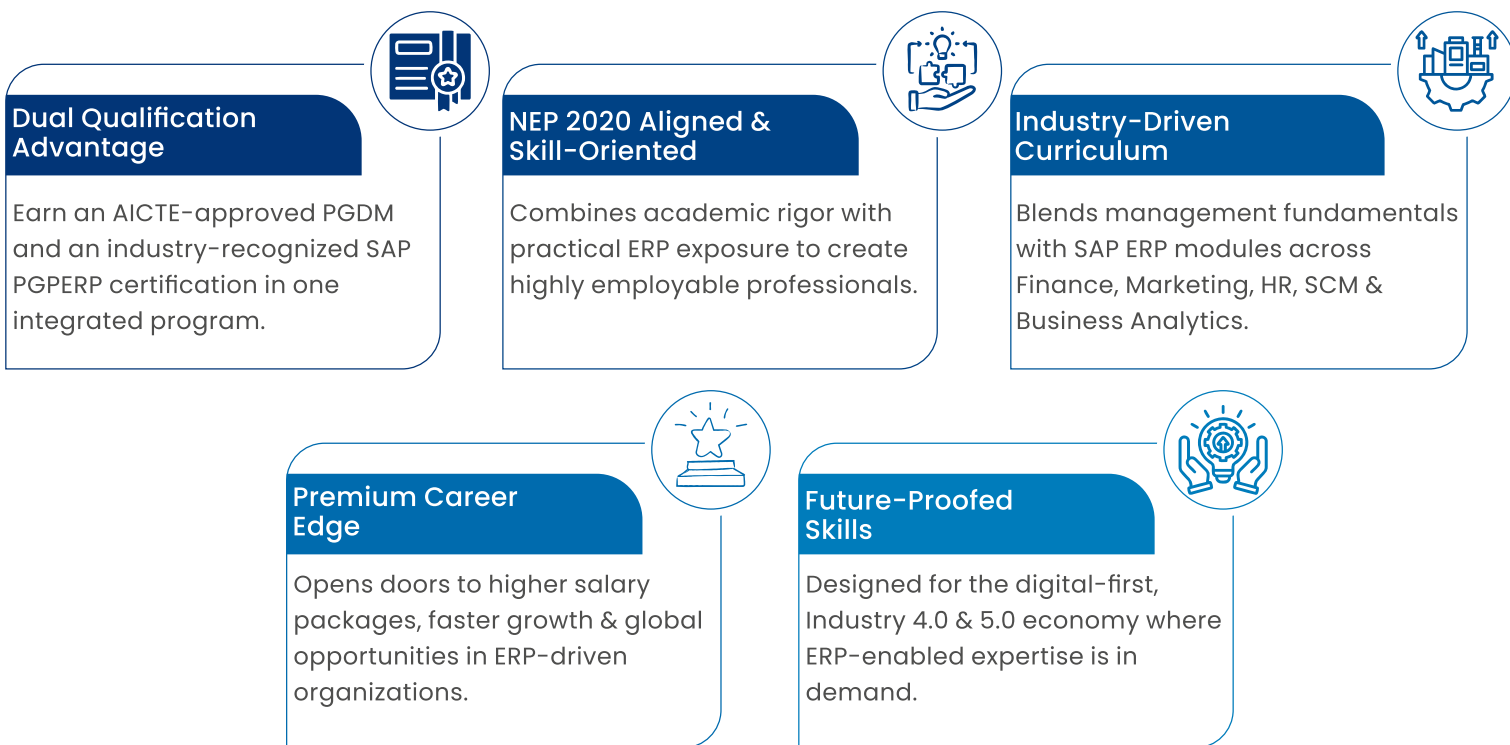 Dual Qualification
Advantage
Earn an AICTE-approved PGDM
and an industry-recognized SAP
PGPERP certification in one
integrated program.
NEP 2020 Aligned &
Skill-Oriented
Combines academic rigor with
practical ERP exposure to create
highly employable professionals.
Industry-Driven
Curriculum
Blends management fundamentals
with SAP ERP modules across
Finance, Marketing, HR, SCM &
Business Analytics.
Premium Career
Edge
Opens doors to higher salary
packages, faster growth & global
opportunities in ERP-driven
organizations.
Future-Proofed
Skills
Designed for the digital-first,
Industry 4.0 & 5.0 economy where
ERP-enabled expertise is in
demand.